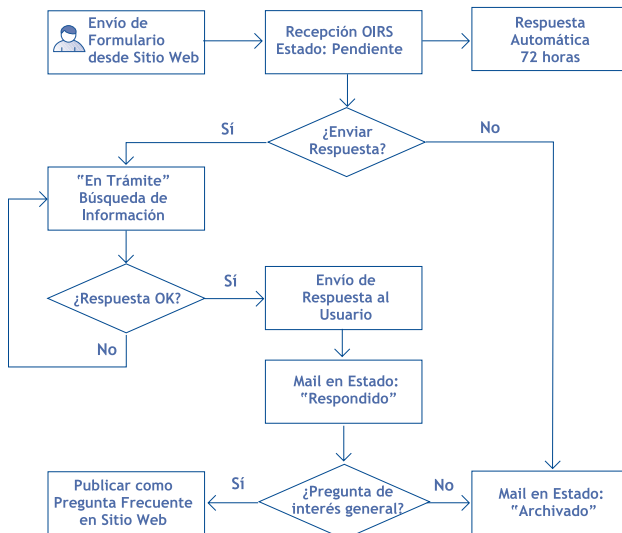 Envío de
Formulario
desde Sitio Web
Recepción OIRS
Estado: Pendiente
Respuesta
Automática
72 horas
Sí
¿Enviar
Respuesta?
No
“En Trámite”
Búsqueda de
Información
¿Respuesta OK?
Sí
Envío de
Respuesta al
Usuario
No
Mail en Estado:
“Respondido”
Publicar como
Pregunta Frecuente
en Sitio Web
Sí
¿Pregunta de
interés general?
No
Mail en Estado:
“Archivado”